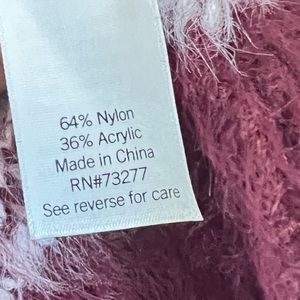 64% Nylon
36% Acrylic
Made in China
RN#73277
See reverse for care